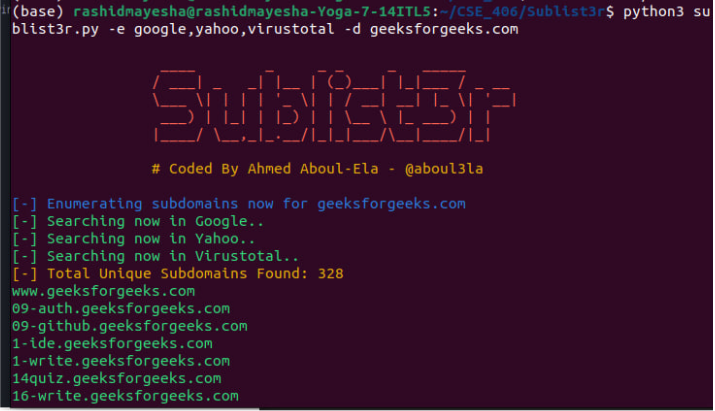 (base) rashidmayesha@rashidmayesha-Yoga-7-14ITL5:~/CSE_406/Sublist3r$ python3 su
blist3r.py -e google,yahoo,virustotal -d geeksforgeeks.com
Sublist3r
# Coded By Ahmed Aboul-Ela - @aboul3la
[-] Enumerating subdomains now for geeksforgeeks.com
[-] Searching now in Google..
[-] Searching now in Yahoo..
[-] Searching now in Virustotal..
[-] Total Unique Subdomains Found: 328
www.geeksforgeeks.com
09-auth.geeksforgeeks.com
09-github.geeksforgeeks.com
1-ide.geeksforgeeks.com
1-write.geeksforgeeks.com
14quiz.geeksforgeeks.com
16-write.geeksforgeeks.com